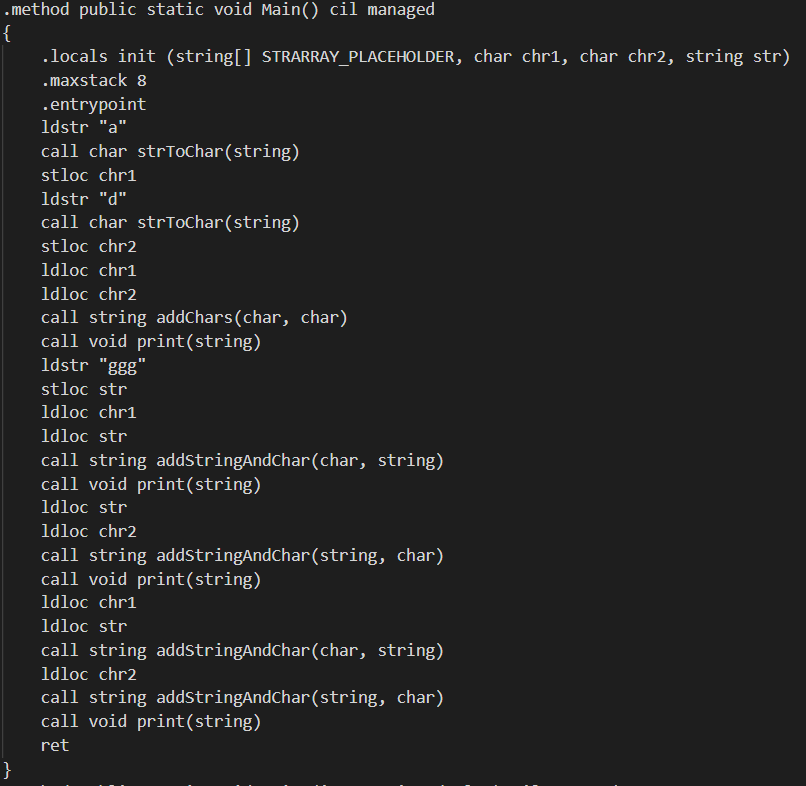 .method public static void Main() cil managed
{
    .locals init (string[] STRARRAY_PLACEHOLDER, char chr1, char chr2, string str)
    .maxstack 8
    .entrypoint
    ldstr "a"
    call char strToChar(string)
    stloc chr1
    ldstr "d"
    call char strToChar(string)
    stloc chr2
    ldloc chr1
    ldloc chr2
    call string addChars(char, char)
    call void print(string)
    ldstr "ggg"
    stloc str
    ldloc chr1
    ldloc str
    call string addStringAndChar(char, string)
    call void print(string)
    ldloc str
    ldloc chr2
    call string addStringAndChar(string, char)
    call void print(string)
    ldloc chr1
    ldloc str
    call string addStringAndChar(char, string)
    ldloc chr2
    call string addStringAndChar(string, char)
    call void print(string)
    ret
}